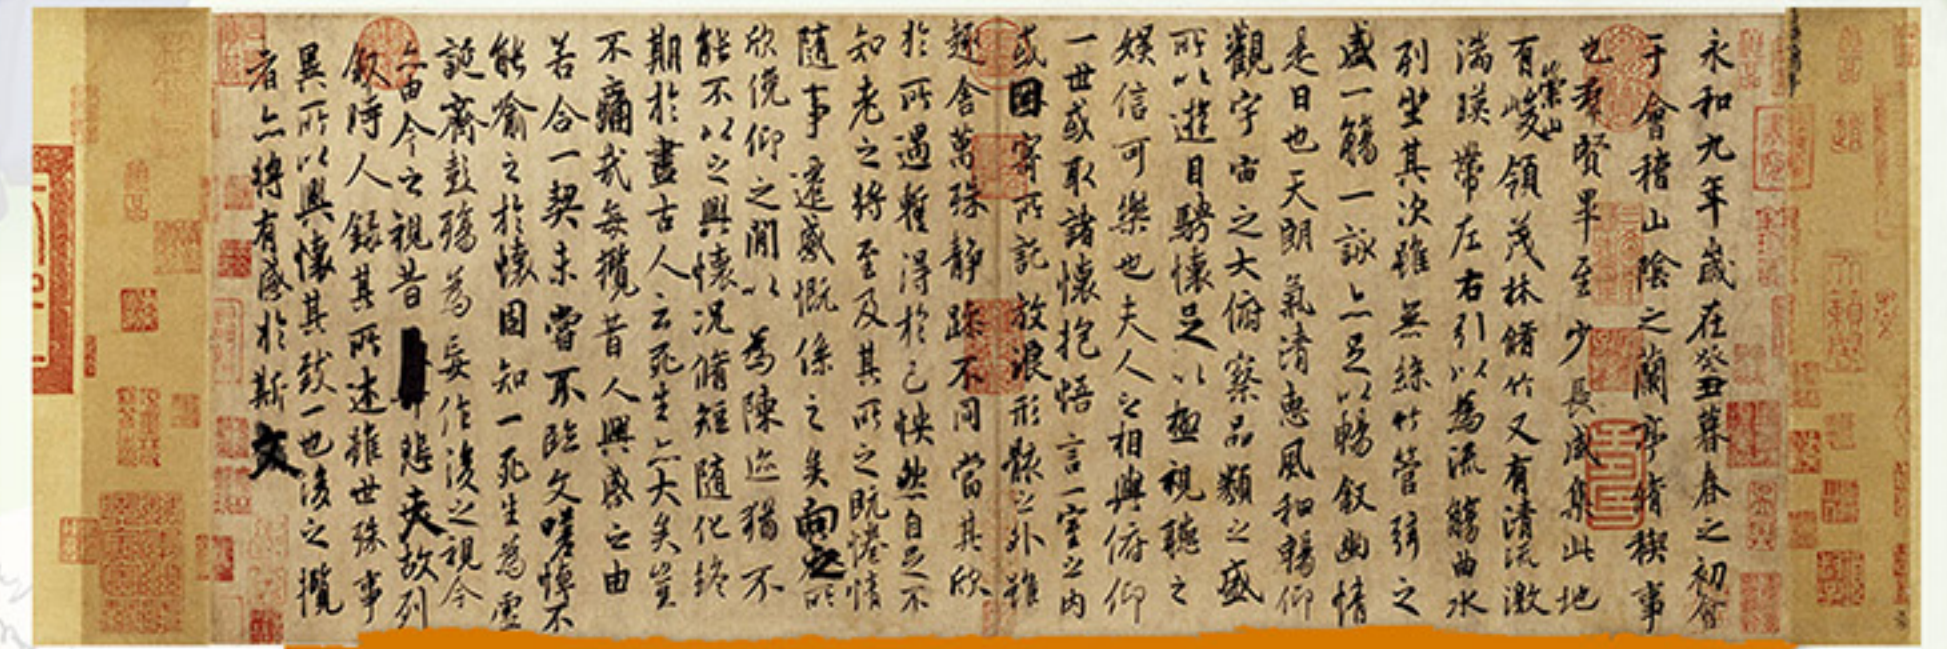 永和九年歲在癸丑暮春之初會
于會稽山陰之蘭亭脩稧事
也羣賢畢至少長咸集此地
有崇山峻領茂林脩竹又有清流激
湍暎帶左右引以為流觴曲水
列坐其次雖無絲竹管弦之
盛一觴一詠亦足以暢敘幽情
是日也天朗氣清惠風和暢仰
觀宇宙之大俯察品類之盛
所以遊目騁懷足以極視聽之
娛信可樂也夫人之相與俯仰
一世或取諸懷抱悟言一室之內
或因寄所託放浪形骸之外雖
趣舍萬殊靜躁不同當其欣
於所遇暫得於己怏然自足不
知老之將至及其所之既惓情
隨事遷感慨係之矣向之所
欣俛仰之間以為陳迹猶不
能不以之興懷況脩短隨化終
期於盡古人云死生亦大矣豈
不痛哉每攬昔人興感之由
若合一契未嘗不臨文嗟悼不
能喻之於懷固知一死生為虛
誕齊彭殤為妄作後之視今
亦由今之視昔悲夫故列
敘時人錄其所述雖世殊事
異所以興懷其致一也後之攬
者亦將有感於斯文